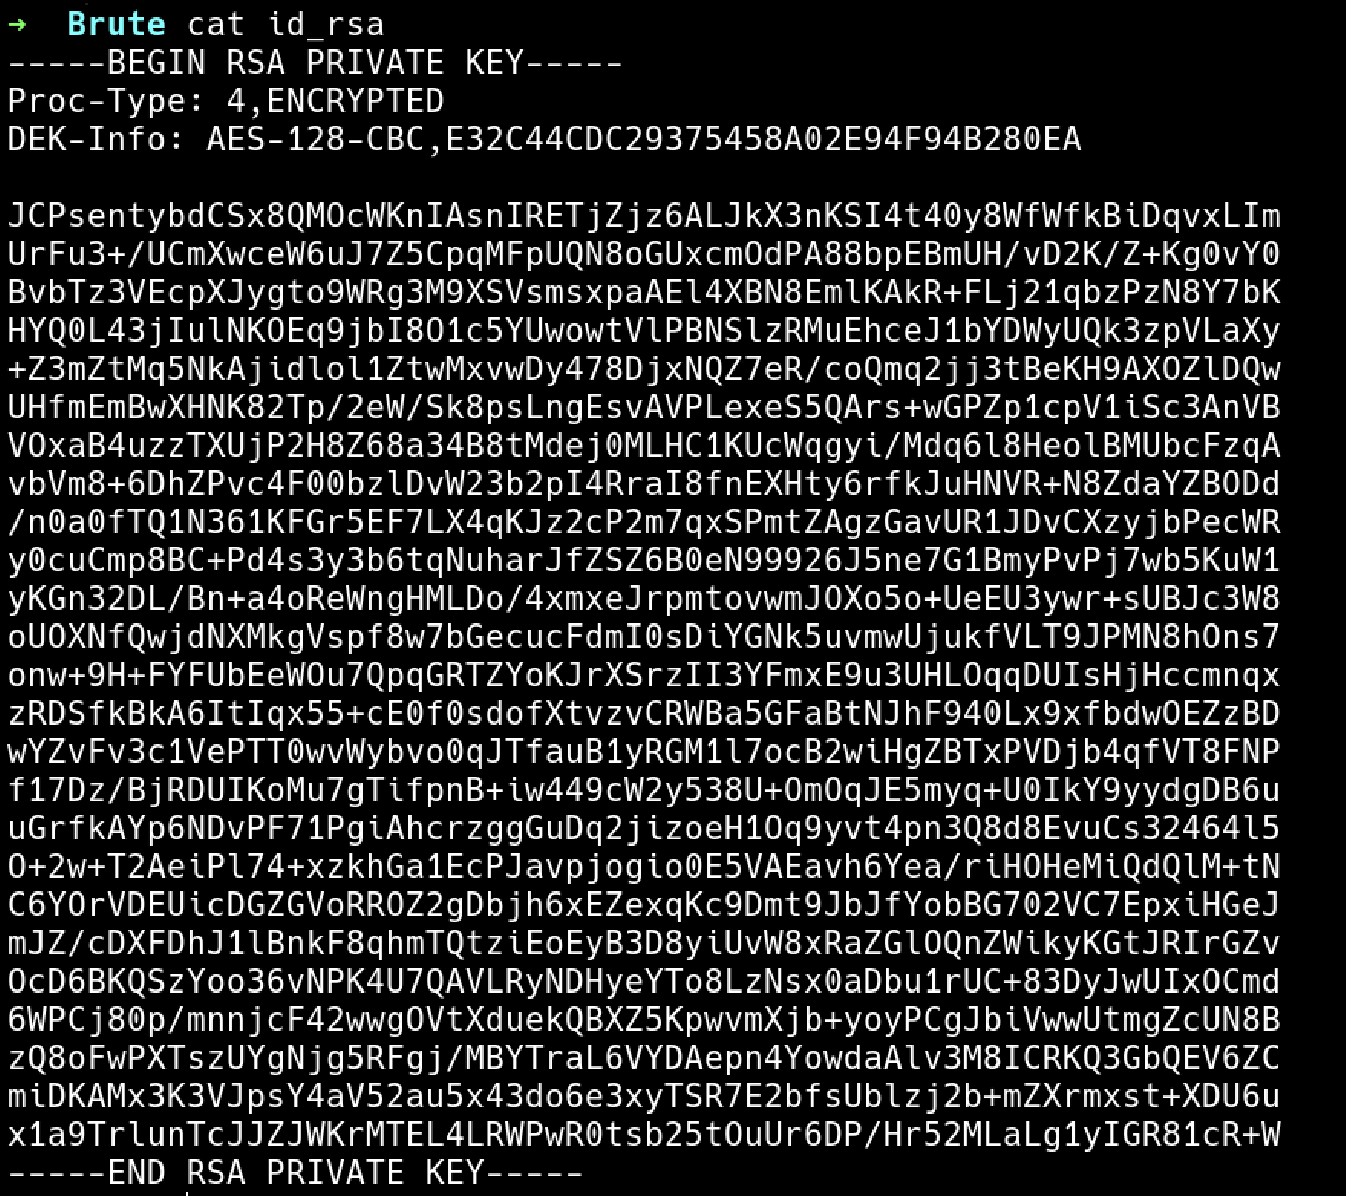 → Brute cat id_rsa
-----BEGIN RSA PRIVATE KEY-----
Proc-Type: 4,ENCRYPTED
DEK-Info: AES-128-CBC,E32C44CDC29375458A02E94F94B280EA

JCPsentybdCSx8QMOcWKnIAsnIRETjZjz6ALJkX3nKSI4t40y8WfWfkBiDqvxLIm
UrFu3+/UCmXwceW6uJ7Z5CpqMFpUQN8oGUxcmOdPA88bpEBmUH/vD2K/Z+Kg0vY0
BvbTz3VEcpXJygto9WRg3M9XSVsmsxpaAEl4XBN8EmlKAkR+FLj21qbzPzN8Y7bK
HYQ0L43jIulNKOEq9jbI8O1c5YUwowtVlPBNSlzRMuEhceJ1bYDWyUQk3zpVLaXy
+Z3mZtMq5NkAjidlol1ZtwMxvwDy478DjxNQZ7eR/coQmq2jj3tBeKH9AXOZlDQw
UHfmEmBwXHNK82Tp/2eW/Sk8psLngEsvAVPLexeS5QArs+wGPZp1cpV1iSc3AnVB
VOxaB4uzzTXUjP2H8Z68a34B8tMdej0MLHC1KUcWqgyi/Mdq6l8HeolBMUbcFzqA
vbVm8+6DhZPvc4F00bzlDvW23b2pI4RraI8fnEXHty6rfkJuHNVR+N8ZdaYZBODd
/n0a0fTQ1N361KFGr5EF7LX4qKJz2cP2m7qxSPmtZAgzGavUR1JDvCXzyjbPecWR
y0cuCmp8BC+Pd4s3y3b6tqNuharJfZSZ6B0eN99926J5ne7G1BmyPvPj7wb5KuW1
yKGn32DL/Bn+a4oReWngHMLDo/4xmxeJrpmtovwmJOXo5o+UeEU3ywr+sUBJc3W8
oUOXNfQwjdNXMkgVspf8w7bGecucFdmI0sDiYGNk5uvmwUjukfVLT9JPMN8hOns7
onw+9H+FYFUbEeWOu7QpqGRTZYoKJrXSrzII3YFmxE9u3UHLOqqDUIsHjHccmnqx
zRDSfkBkA6ItIqx55+cE0f0sdofXtvzvCRWBa5GFaBtNJhF940Lx9xfbdwOEZzBD
wYZvFv3c1VePTT0wvWybvo0qJTfauB1yRGM1l7ocB2wiHgZBTxPVDjb4qfVT8FNP
f17Dz/BjRDUIKoMu7gTifpnB+iw449cW2y538U+OmOqJE5myq+U0IkY9yydgDB6u
uGrfkAYp6NDvPF71PgiAhcrzggGuDq2jizoeH1Oq9yvt4pn3Q8d8EvuCs32464l5
O+2w+T2AeiPl74+xzkhGa1EcPJavpjogio0E5VAEavh6Yea/riHOHeMiQdQlM+tN
C6YOrVDEUicDGZGVoRROZ2gDbjh6xEZexqKc9Dmt9JbJfYobBG702VC7EpxiHGeJ
mJZ/cDXFDhJ1lBnkF8qhmTQtziEoEyB3D8yiUvW8xRaZGlOQnZWikyKGtJRIrGZv
OcD6BKQSzYoo36vNPK4U7QAVLRyNDHyeYTo8LzNsx0aDbu1rUC+83DyJwUIxOCmd
6WPCj80p/mnnjcF42wwgOVtXduekQBXZ5KpwvmXjb+yoyPCgJbiVwwUtmgZcUN8B
zQ8oFwPXTszUYgNjg5RFgj/MBYTraL6VYDAepn4YowdaAlv3M8ICRKQ3GbQEV6ZC
miDKAMx3K3VJpsY4aV52au5x43do6e3xyTSR7E2bfsUblzj2b+mZXrmxst+XDU6u
x1a9TrlunTcJJZJWKrMTEL4LRWPwR0tsb25tOuUr6DP/Hr52MLaLg1yIGR81cR+W
-----END RSA PRIVATE KEY-----